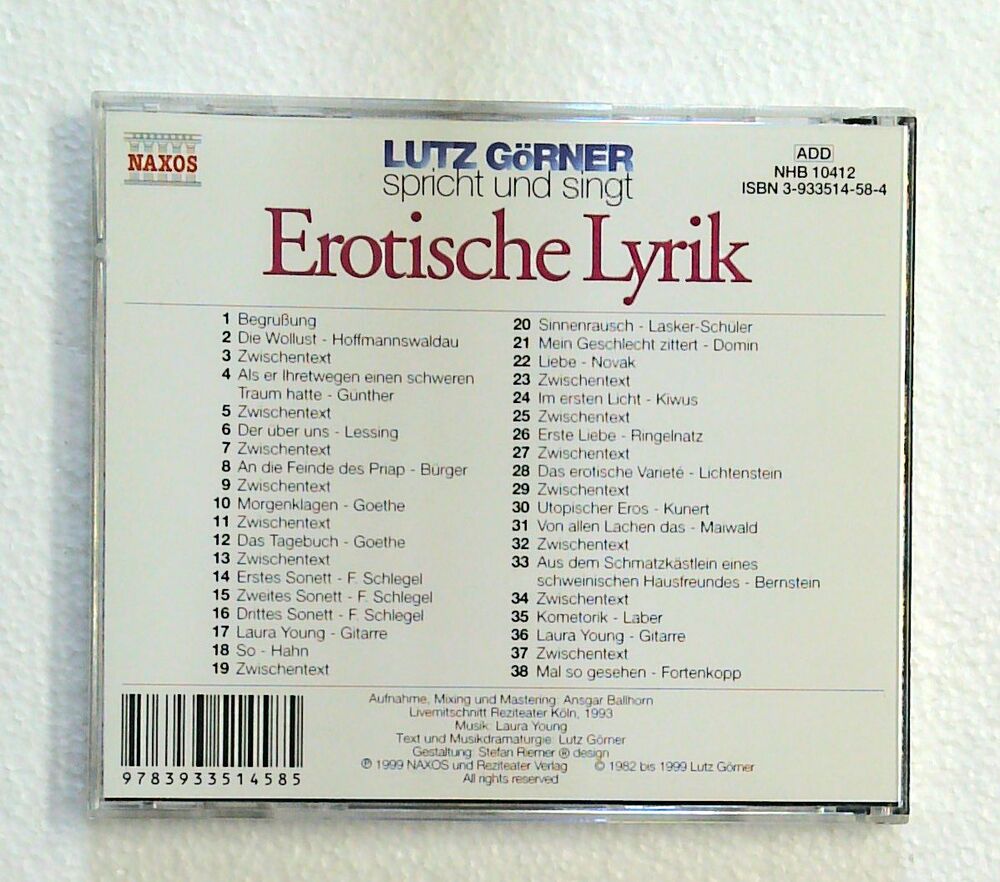 NAXOS
LUTZ GöRNER
spricht und singt
Erotische Lyrik
ADD
NHB 10412
ISBN 3-933514-58-4
1 Begrußung
2 Die Wollust - Hoffmannswaldau
3 Zwischentext
4 Als er Ihretwegen einen schweren
Traum hatte - Günther
5 Zwischentext
6 Der über uns - Lessing
7 Zwischentext
8 An die Feinde des Priap - Bürger
9 Zwischentext
10 Morgenklagen - Goethe
11 Zwischentext
12 Das Tagebuch - Goethe
13 Zwischentext
14 Erstes Sonett - F. Schlegel
15 Zweites Sonett - F. Schlegel
16 Drittes Sonett - F. Schlegel
17 Laura Young - Gitarre
18 So - Hahn
19 Zwischentext
20 Sinnenrausch - Lasker-Schüler
21 Mein Geschlecht zittert - Domin
22 Liebe - Novak
23 Zwischentext
24 Im ersten Licht - Kiwus
25 Zwischentext
26 Erste Liebe - Ringelnatz
27 Zwischentext
28 Das erotische Varieté - Lichtenstein
29 Zwischentext
30 Utopischer Eros - Kunert
31 Von allen Lachen das - Maiwald
32 Zwischentext
33 Aus dem Schmatzkästlein eines
schweinischen Hausfreundes - Bernstein
34 Zwischentext
35 Kometorik - Laber
36 Laura Young - Gitarre
37 Zwischentext
38 Mal so gesehen - Fortenkopp
9783933514585
Aufnahme, Mixing und Mastering: Ansgar Ballhorn
Livemitschnitt Reziteater Köln, 1993
Musik: Laura Young
Text und Musikdramaturgie: Lutz Görner
Gestaltung: Stefan Riemer ® design
℗ 1999 NAXOS und Reziteater Verlag © 1982 bis 1999 Lutz Görner
All rights reserved